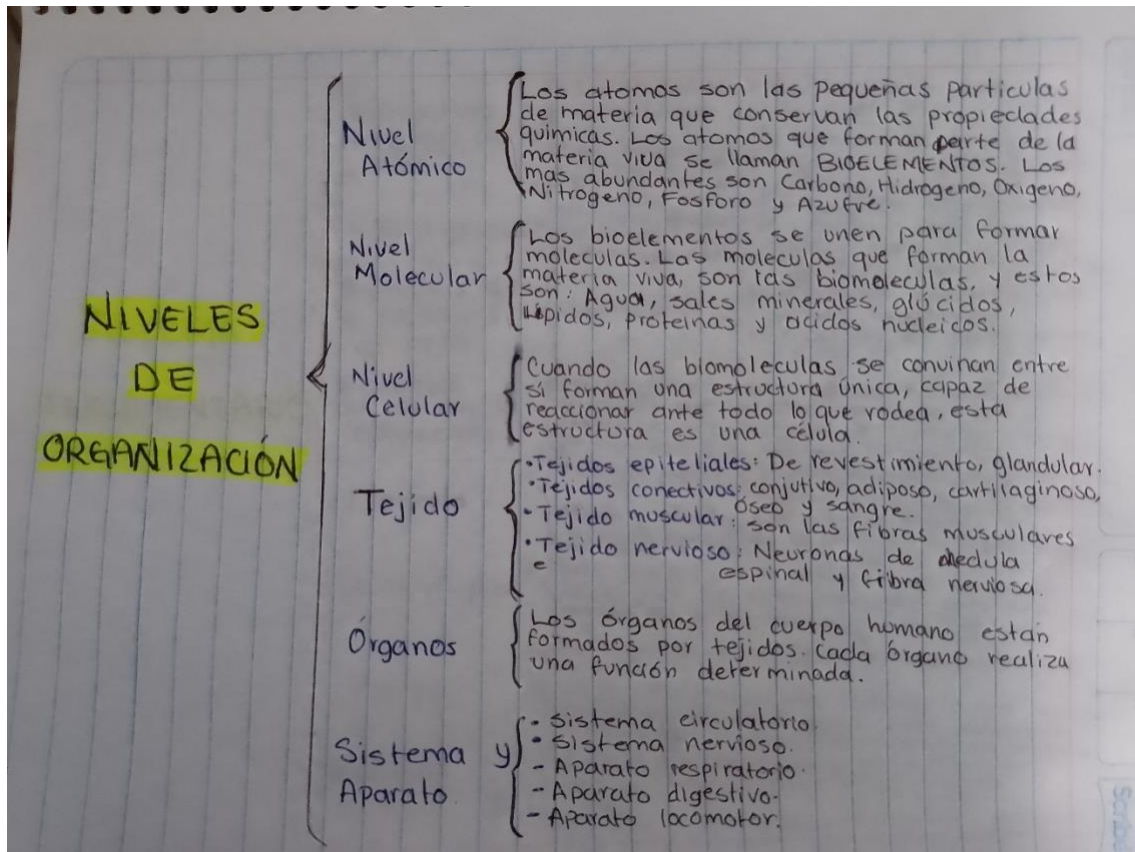 NIVELES
DE
ORGANIZACIÓN
Nivel
Atómico
Los atomos son las pequeñas particulas
de materia que conservan las propiedades
quimicas. Los atomos que forman parte de la
materia viva se llaman BIOELEMENTOS. Los
mas abundantes son Carbono, Hidrogeno, Oxigeno,
Nitrogeno, Fosforo y Azufre.
Nivel
Molecular
Los bioelementos se unen para formar
moleculas. Las moleculas que forman la
materia viva, son las biomoleculas, y estos
son: Agua, sales minerales, glúcidos,
Lípidos, proteinas y acidos nucleicos.
Nivel
Celular
Cuando las biomoleculas se convinan entre
sí forman una estructura única, capaz de
reaccionar ante todo lo que rodea, esta
estructura es una célula.
Tejido
•Tejidos epiteliales: De revestimiento, glandular.
•Tejidos conectivos: conjutivo, adiposo, cartilaginoso,
óseo y sangre.
•Tejido muscular: son las fibras musculares
•Tejido nervioso: Neuronas de medula
e espinal y fibra nerviosa.
Órganos
Los órganos del cuerpo humano están
formados por tejidos. Cada órgano realiza
una función determinada.
Sistema y
Aparato
- sistema circulatorio.
• sistema nervioso.
- Aparato respiratorio.
- Aparato digestivo.
- Aparato locomotor.
Scribe